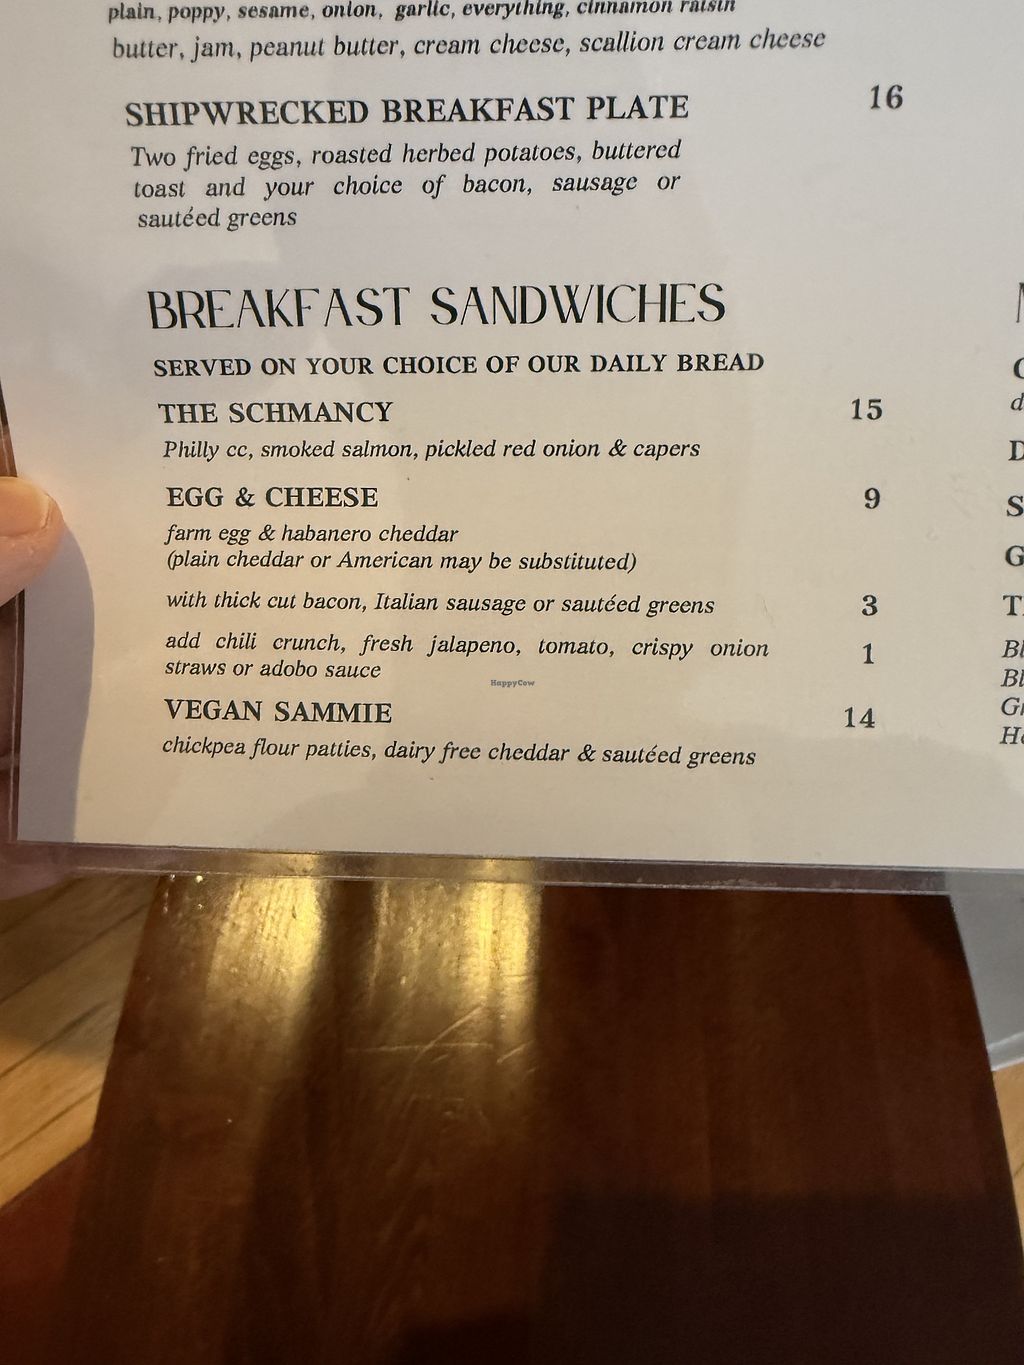 plain, poppy, sesame, onion, garlic, everything, cinnamon raisin
butter, jam, peanut butter, cream cheese, scallion cream cheese
SHIPWRECKED BREAKFAST PLATE 16
Two fried eggs, roasted herbed potatoes, buttered
toast and your choice of bacon, sausage or
sautéed greens
BREAKFAST SANDWICHES
SERVED ON YOUR CHOICE OF OUR DAILY BREAD
THE SCHMANCY 15
Philly cc, smoked salmon, pickled red onion & capers
EGG & CHEESE 9
farm egg & habanero cheddar
(plain cheddar or American may be substituted)
with thick cut bacon, Italian sausage or sautéed greens 3
add chili crunch, fresh jalapeno, tomato, crispy onion 1
straws or adobo sauce
HappyCow
VEGAN SAMMIE 14
chickpea flour patties, dairy free cheddar & sautéed greens